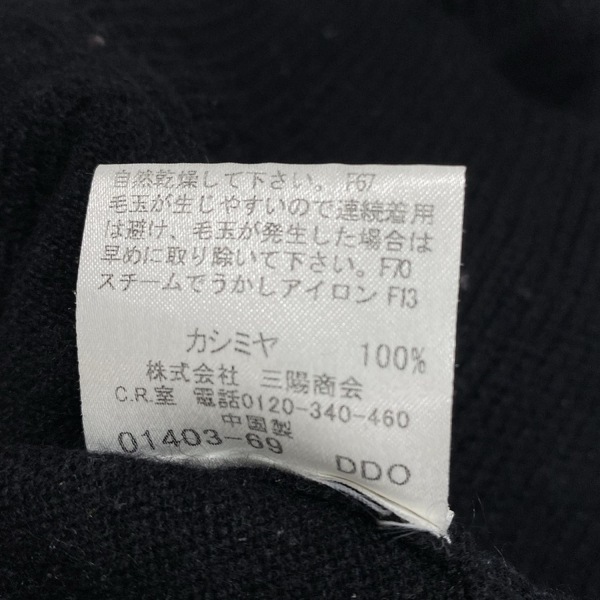 自然乾燥して下さい。F67
毛玉が生じやすいので連続着用
は避け、毛玉が発生した場合は
早めに取り除いて下さい。F70
スチームでうかしアイロンF13
カシミヤ 100%
株式会社 三陽商会
C.R.室 電話0120-340-460
中国製
01403-69 DDO